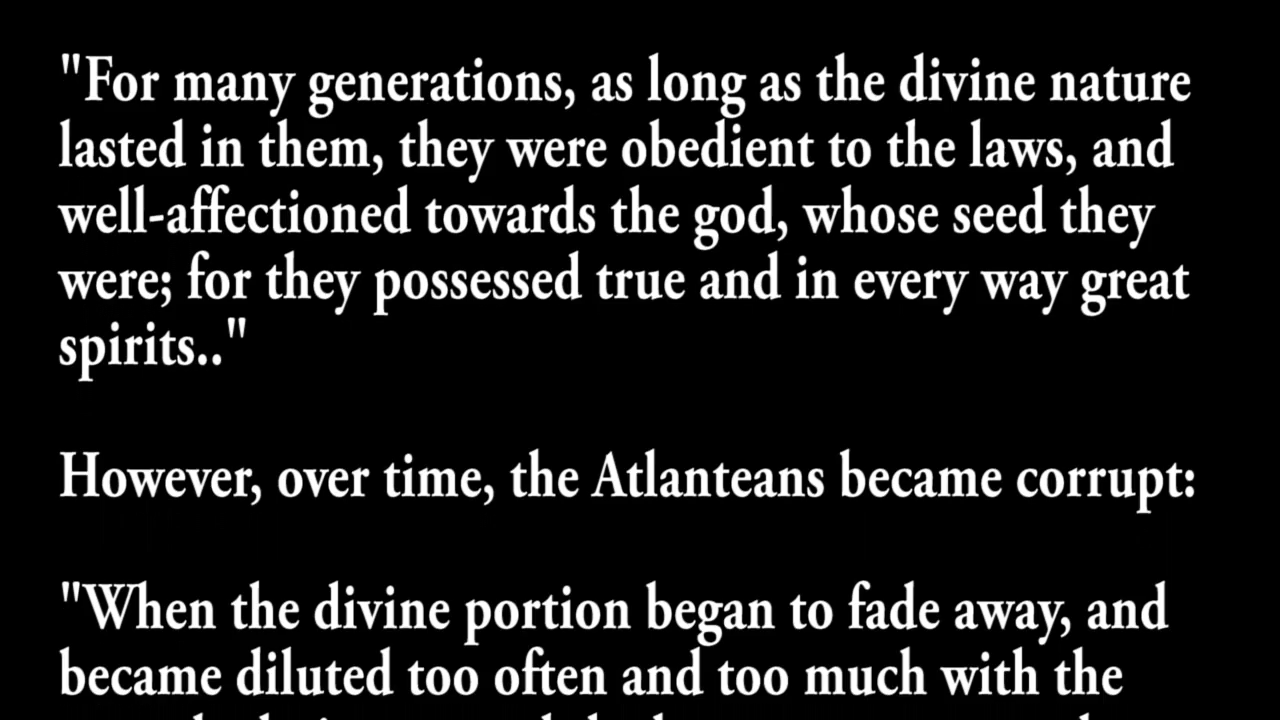 "For many generations, as long as the divine nature
lasted in them, they were obedient to the laws, and
well-affectioned towards the god, whose seed they
were; for they possessed true and in every way great
spirits.."
However, over time, the Atlanteans became corrupt:
"When the divine portion began to fade away, and
became diluted too often and too much with the